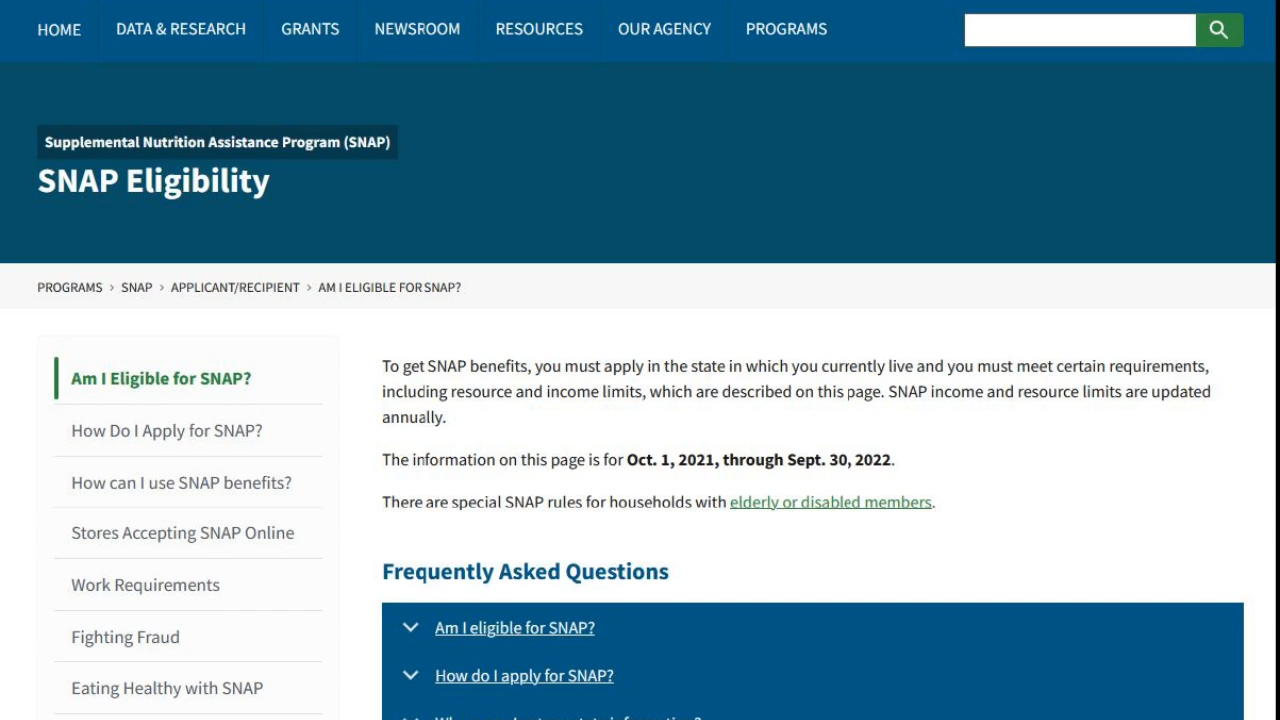 HOME DATA & RESEARCH GRANTS NEWSROOM RESOURCES OUR AGENCY PROGRAMS
Supplemental Nutrition Assistance Program (SNAP)
SNAP Eligibility
PROGRAMS > SNAP > APPLICANT/RECIPIENT > AM I ELIGIBLE FOR SNAP?
Am I Eligible for SNAP?
How Do I Apply for SNAP?
How can I use SNAP benefits?
Stores Accepting SNAP Online
Work Requirements
Fighting Fraud
Eating Healthy with SNAP
To get SNAP benefits, you must apply in the state in which you currently live and you must meet certain requirements,
including resource and income limits, which are described on this page. SNAP income and resource limits are updated
annually.
The information on this page is for Oct. 1, 2021, through Sept. 30, 2022.
There are special SNAP rules for households with elderly or disabled members.
Frequently Asked Questions
Am I eligible for SNAP?
How do I apply for SNAP?